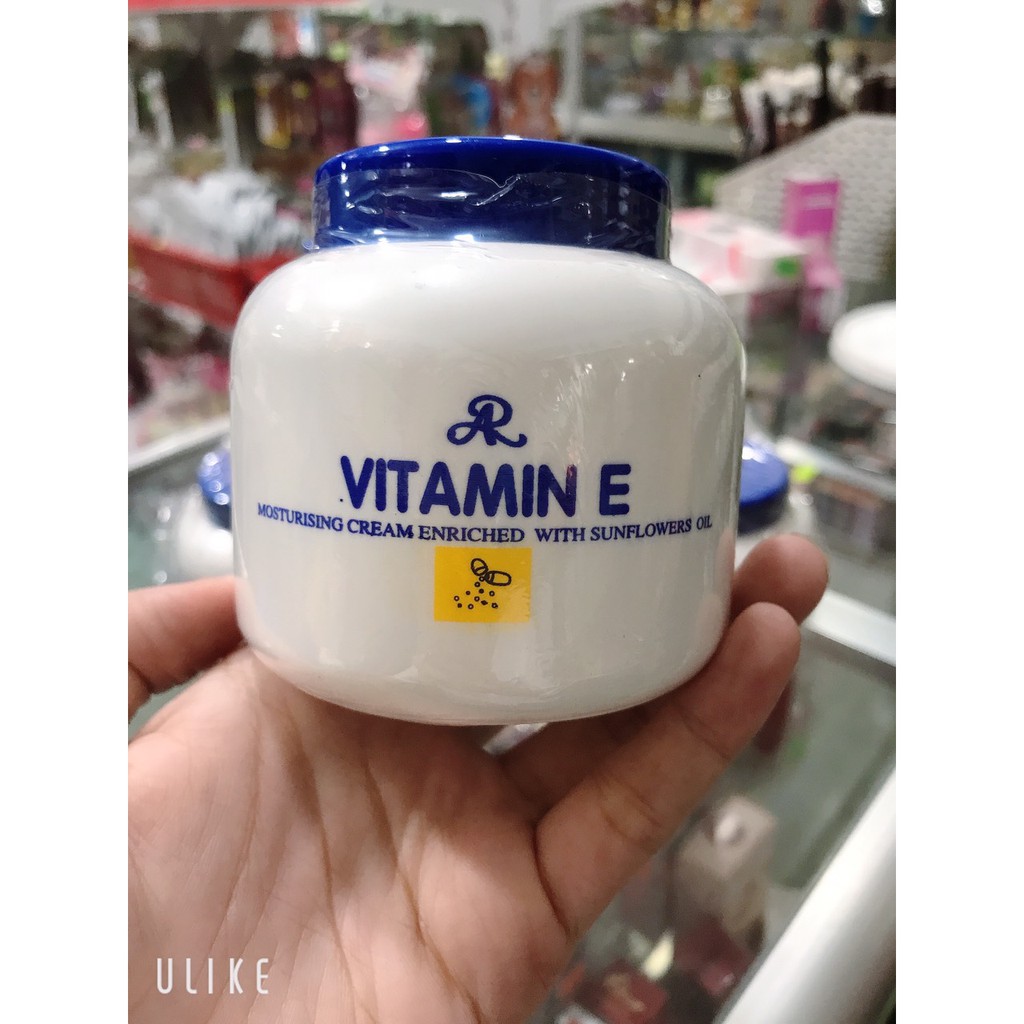 AR
VITAMIN E
MOSTURISING CREAM ENRICHED WITH SUNFLOWERS OIL
ULIKE